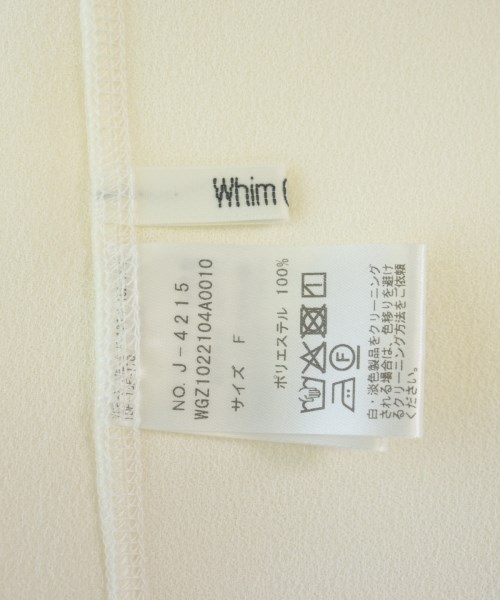 Whim
NO. J-4215
WGZ1022104A0010
サイズ F
ポリエステル 100%
白・淡色製品をクリーニング
される場合は、色移りを避け
るクリーニング方法をご依頼
ください。